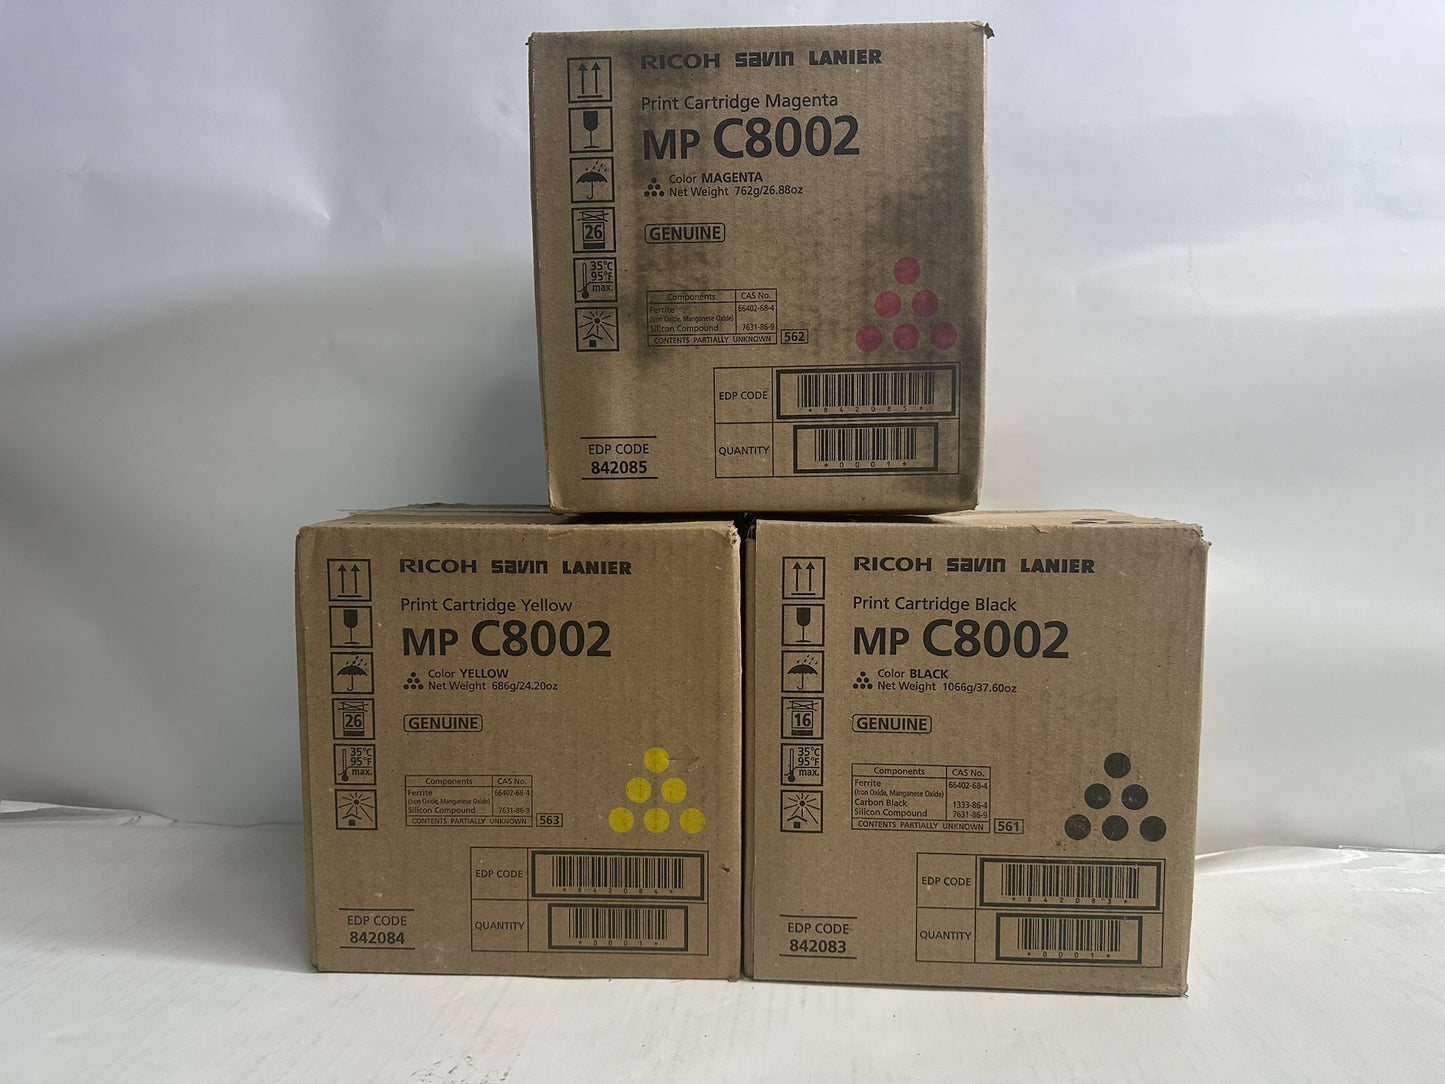 RICOH savin LANIER
Print Cartridge Magenta
MP C8002
Color MAGENTA
Net Weight 762g/26.88oz
26
GENUINE
35°C
95°F
max.
Components CAS No.
Ferrite 66402-68-4
(Iron Oxide, Manganese Oxide)
Silicon Compound 7631-86-9
CONTENTS PARTIALLY UNKNOWN 562
EDP CODE
*842085*
QUANTITY
*0001*
EDP CODE
842085
RICOH savin LANIER
Print Cartridge Yellow
MP C8002
Color YELLOW
Net Weight 686g/24.20oz
26
GENUINE
35°C
95°F
max.
Components CAS No.
Ferrite 66402-68-4
(Iron Oxide, Manganese Oxide)
Silicon Compound 7631-86-9
CONTENTS PARTIALLY UNKNOWN 563
EDP CODE
*842084*
QUANTITY
*0001*
EDP CODE
842084
RICOH savin LANIER
Print Cartridge Black
MP C8002
Color BLACK
Net Weight 1066g/37.60oz
16
GENUINE
35°C
95°F
max.
Components CAS No.
Ferrite 66402-68-4
(Iron Oxide, Manganese Oxide)
Carbon Black 1333-86-4
Silicon Compound 7631-86-9
CONTENTS PARTIALLY UNKNOWN 561
EDP CODE
*842083*
QUANTITY
*0001*
EDP CODE
842083